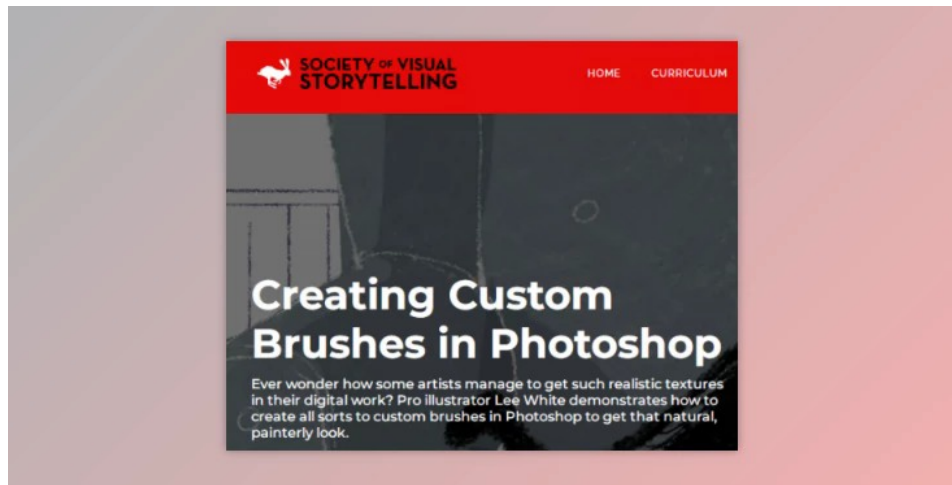 SOCIETY OF VISUAL
STORYTELLING
HOME CURRICULUM
Creating Custom
Brushes in Photoshop
Ever wonder how some artists manage to get such realistic textures
in their digital work? Pro illustrator Lee White demonstrates how to
create all sorts to custom brushes in Photoshop to get that natural,
painterly look.